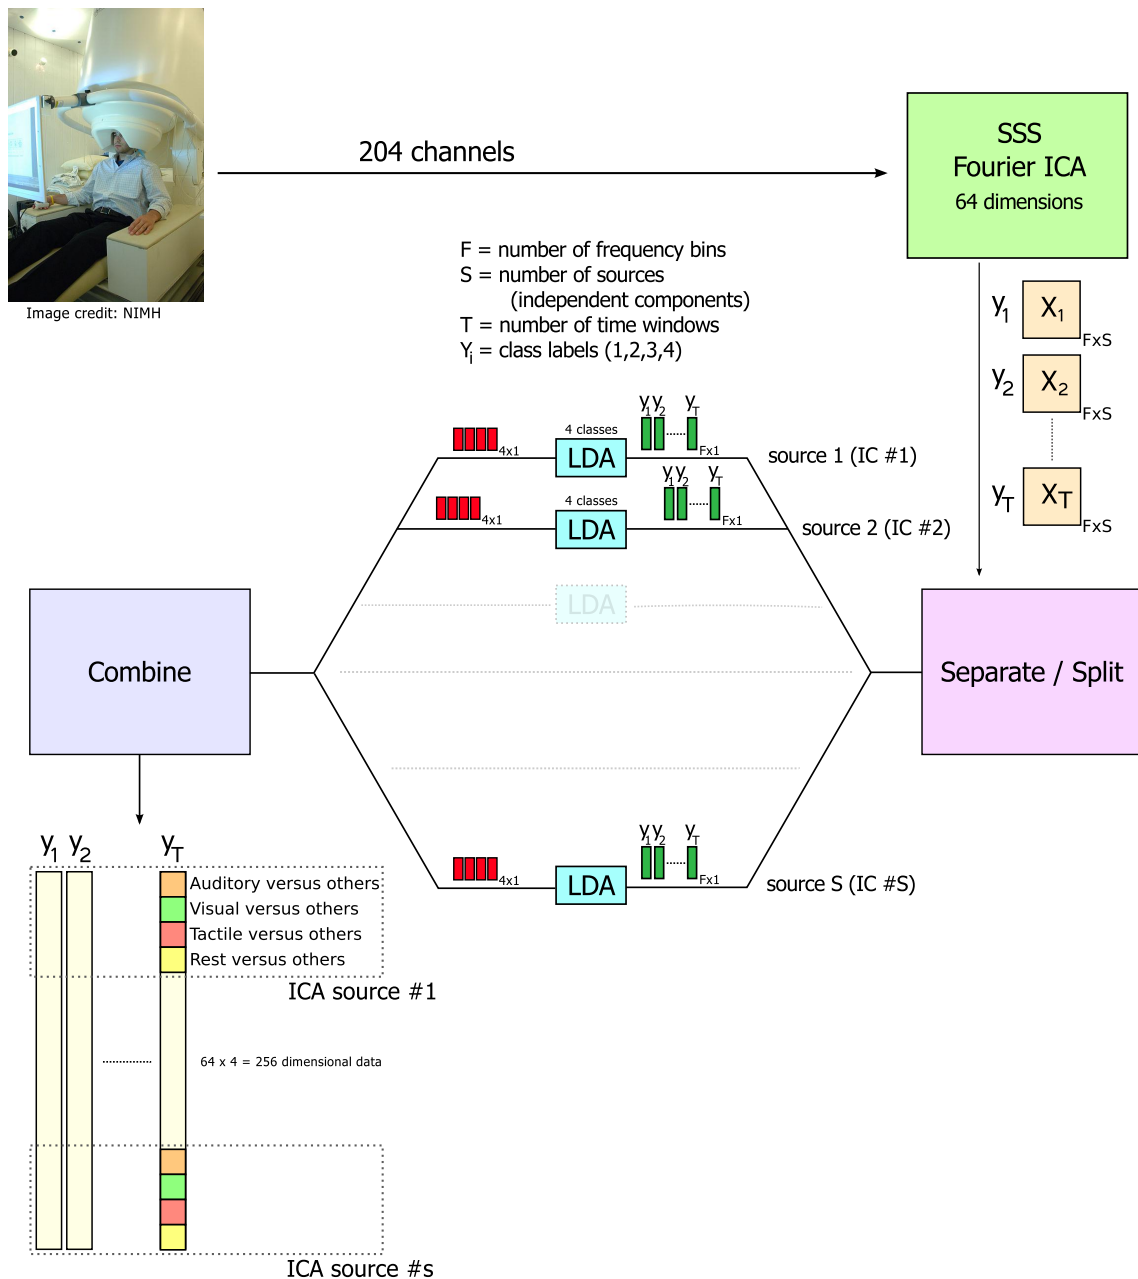 204 channels
SSS
Fourier ICA
64 dimensions
Image credit: NIMH
F = number of frequency bins
S = number of sources
(independent components)
T = number of time windows
Yi = class labels (1,2,3,4)
y1 X1 FxS
y2 X2 FxS
yT XT FxS
4x1
4 classes
LDA
y1 y2 yT
Fx1
source 1 (IC #1)
4x1
4 classes
LDA
y1 y2 yT
Fx1
source 2 (IC #2)
LDA
Combine
Separate / Split
4x1
LDA
y1 y2 yT
Fx1
source S (IC #S)
y1 y2 yT
Auditory versus others
Visual versus others
Tactile versus others
Rest versus others
ICA source #1
64 x 4 = 256 dimensional data
ICA source #s